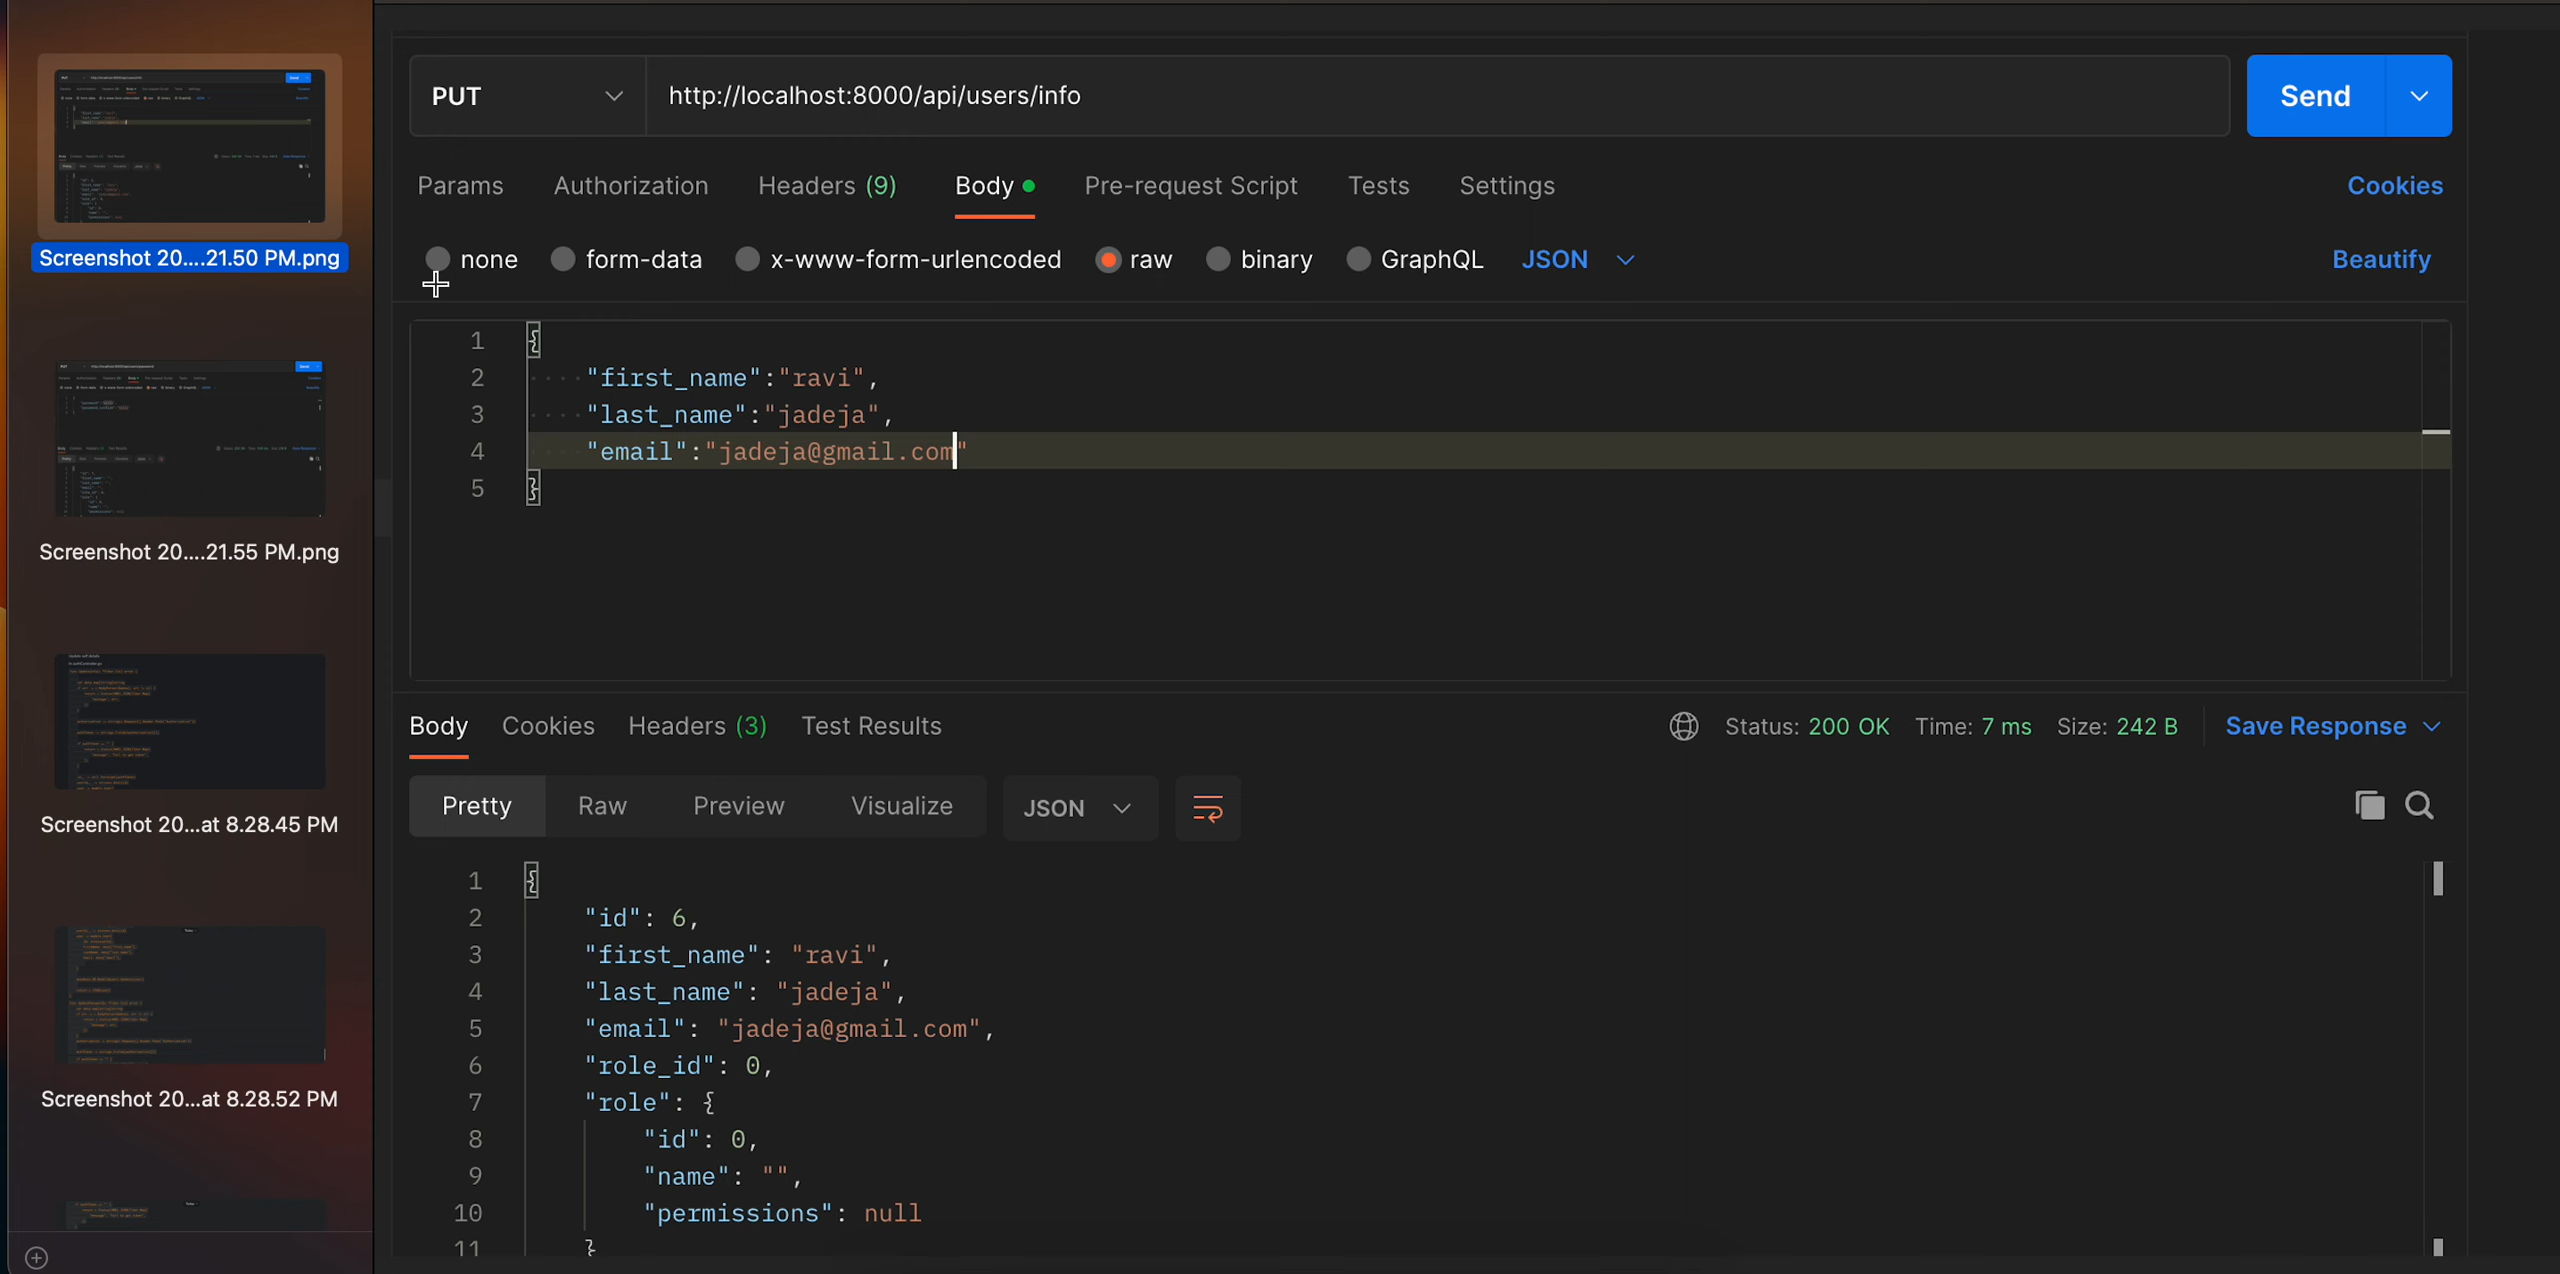 Screenshot 20....21.50 PM.png
Screenshot 20....21.55 PM.png
Screenshot 20...at 8.28.45 PM
Screenshot 20...at 8.28.52 PM
PUT
http://localhost:8000/api/users/info
Send
Params
Authorization
Headers (9)
Body
Pre-request Script
Tests
Settings
Cookies
none
form-data
x-www-form-urlencoded
raw
binary
GraphQL
JSON
Beautify
1 {
2 "first_name":"ravi",
3 "last_name":"jadeja",
4 "email":"jadeja@gmail.com"
5 }
Body
Cookies
Headers (3)
Test Results
Status: 200 OK
Time: 7 ms
Size: 242 B
Save Response
Pretty
Raw
Preview
Visualize
JSON
1 {
2 "id": 6,
3 "first_name": "ravi",
4 "last_name": "jadeja",
5 "email": "jadeja@gmail.com",
6 "role_id": 0,
7 "role": {
8 "id": 0,
9 "name": "",
10 "permissions": null
11 }